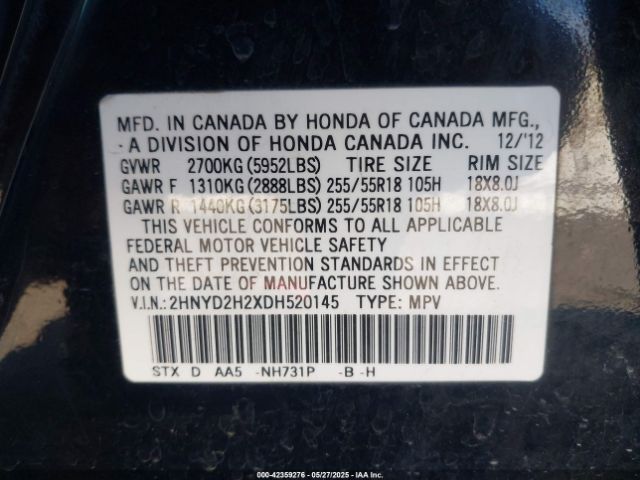 MFD. IN CANADA BY HONDA OF CANADA MFG.,
A DIVISION OF HONDA CANADA INC. 12/'12
GVWR 2700KG (5952LBS) TIRE SIZE RIM SIZE
GAWR F 1310KG (2888LBS) 255/55R18 105H 18X8.0J
GAWR R 1440KG (3175LBS) 255/55R18 105H 18X8.0J
THIS VEHICLE CONFORMS TO ALL APPLICABLE
FEDERAL MOTOR VEHICLE SAFETY
AND THEFT PREVENTION STANDARDS IN EFFECT
ON THE DATE OF MANUFACTURE SHOWN ABOVE.
V.I.N.: 2HNYD2H2XDH520145 TYPE: MPV
STX D AA5 -NH731P -B -H
000-42359276 - 05/27/2025 - IAA Inc.